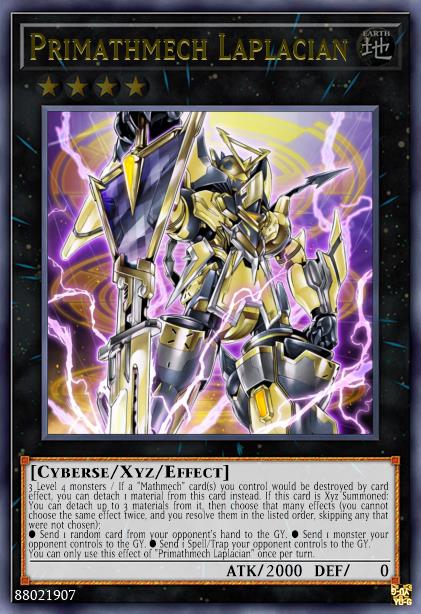 Primathmech Laplacian
EARTH
地
[Cyberse/Xyz/Effect]
3 Level 4 monsters / If a "Mathmech" card(s) you control would be destroyed by card
effect, you can detach 1 material from this card instead. If this card is Xyz Summoned:
You can detach up to 3 materials from it, then choose that many effects (you cannot
choose the same effect twice, and you resolve them in the listed order, skipping any that
were not chosen);
● Send 1 random card from your opponent's hand to the GY. ● Send 1 monster your
opponent controls to the GY. ● Send 1 Spell/Trap your opponent controls to the GY.
You can only use this effect of "Primathmech Laplacian" once per turn.
ATK/2000 DEF/ 0
88021907